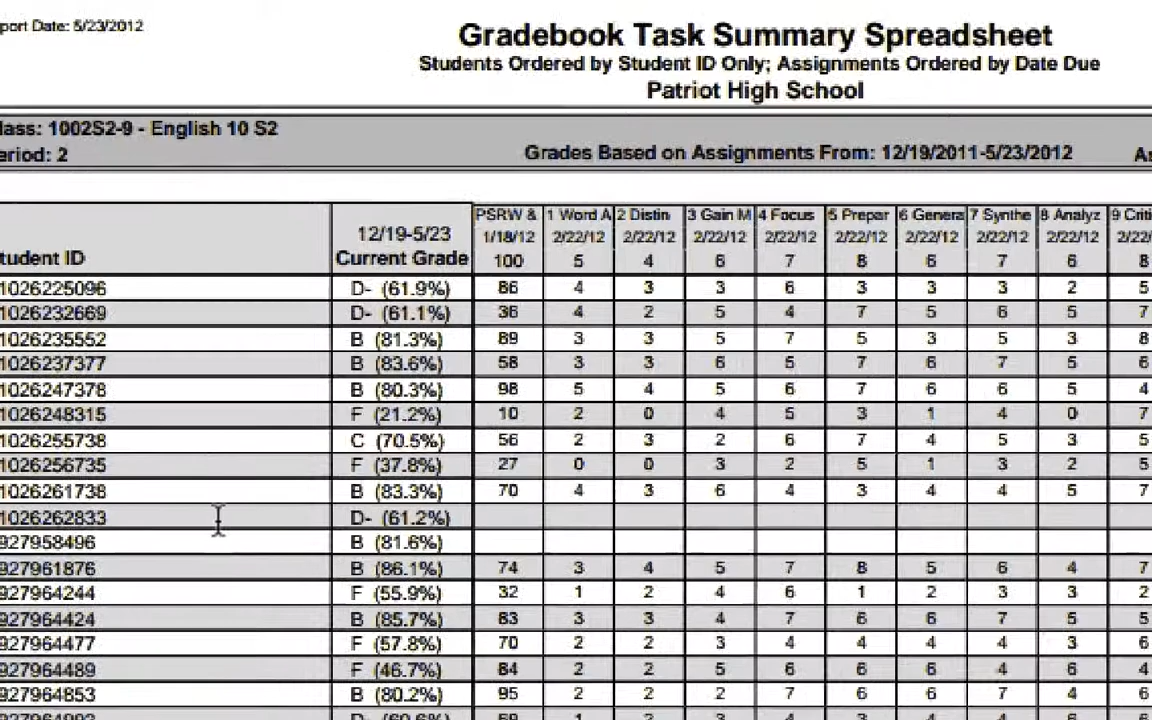 port Date: 5/23/2012
Gradebook Task Summary Spreadsheet
Students Ordered by Student ID Only; Assignments Ordered by Date Due
Patriot High School
lass: 1002S2-9 - English 10 S2
eriod: 2 Grades Based on Assignments From: 12/19/2011-5/23/2012 As
PSRW & 1 Word A 2 Distin 3 Gain M 4 Focus 5 Prepar 6 Genera 7 Synthe 8 Analyz 9 Criti
12/19-5/23 1/18/12 2/22/12 2/22/12 2/22/12 2/22/12 2/22/12 2/22/12 2/22/12 2/22/12 2/22/
tudent ID Current Grade 100 5 4 6 7 8 6 7 6 8
1026225096 D- (61.9%) 86 4 3 3 6 3 3 3 2 5
1026232669 D- (61.1%) 36 4 2 5 4 7 5 6 5 7
1026235552 B (81.3%) 89 3 3 5 7 5 3 5 3 8
1026237377 B (83.6%) 58 3 3 6 5 7 6 7 5 6
1026247378 B (80.3%) 98 5 4 5 6 7 6 6 5 4
1026248315 F (21.2%) 10 2 0 4 5 3 1 4 0 7
1026255738 C (70.5%) 56 2 3 2 6 7 4 5 3 5
1026256735 F (37.8%) 27 0 0 3 2 5 1 3 2 5
1026261738 B (83.3%) 70 4 3 6 4 3 4 4 5 7
1026262833 D- (61.2%)
927958496 B (81.6%)
927961876 B (86.1%) 74 3 4 5 7 8 5 6 4 7
927964244 F (55.9%) 32 1 2 4 6 1 2 3 3 2
927964424 B (85.7%) 83 3 3 4 7 6 6 7 5 5
927964477 F (57.8%) 70 2 2 3 4 4 4 4 3 6
927964489 F (46.7%) 84 2 2 5 6 6 6 4 6 4
927964853 B (80.2%) 95 2 2 2 7 6 6 7 4 6